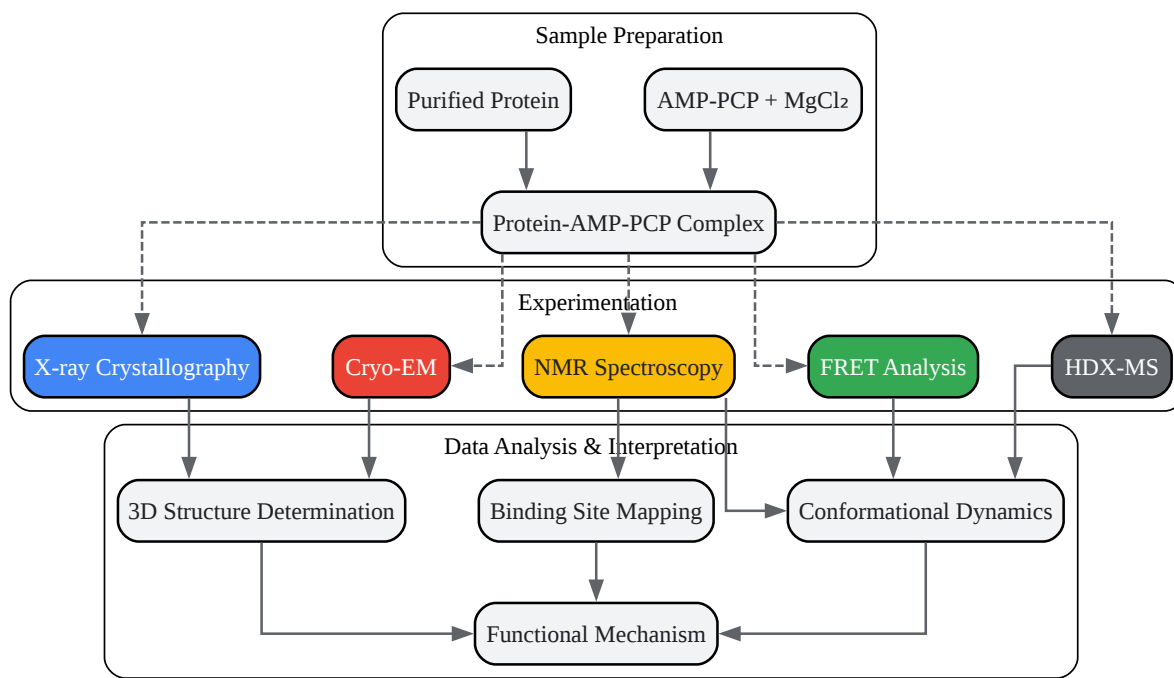 Sample Preparation
Purified Protein
AMP-PCP + MgCl₂
Protein-AMP-PCP Complex
Experimentation
X-ray Crystallography
Cryo-EM
NMR Spectroscopy
FRET Analysis
HDX-MS
Data Analysis & Interpretation
3D Structure Determination
Binding Site Mapping
Conformational Dynamics
Functional Mechanism